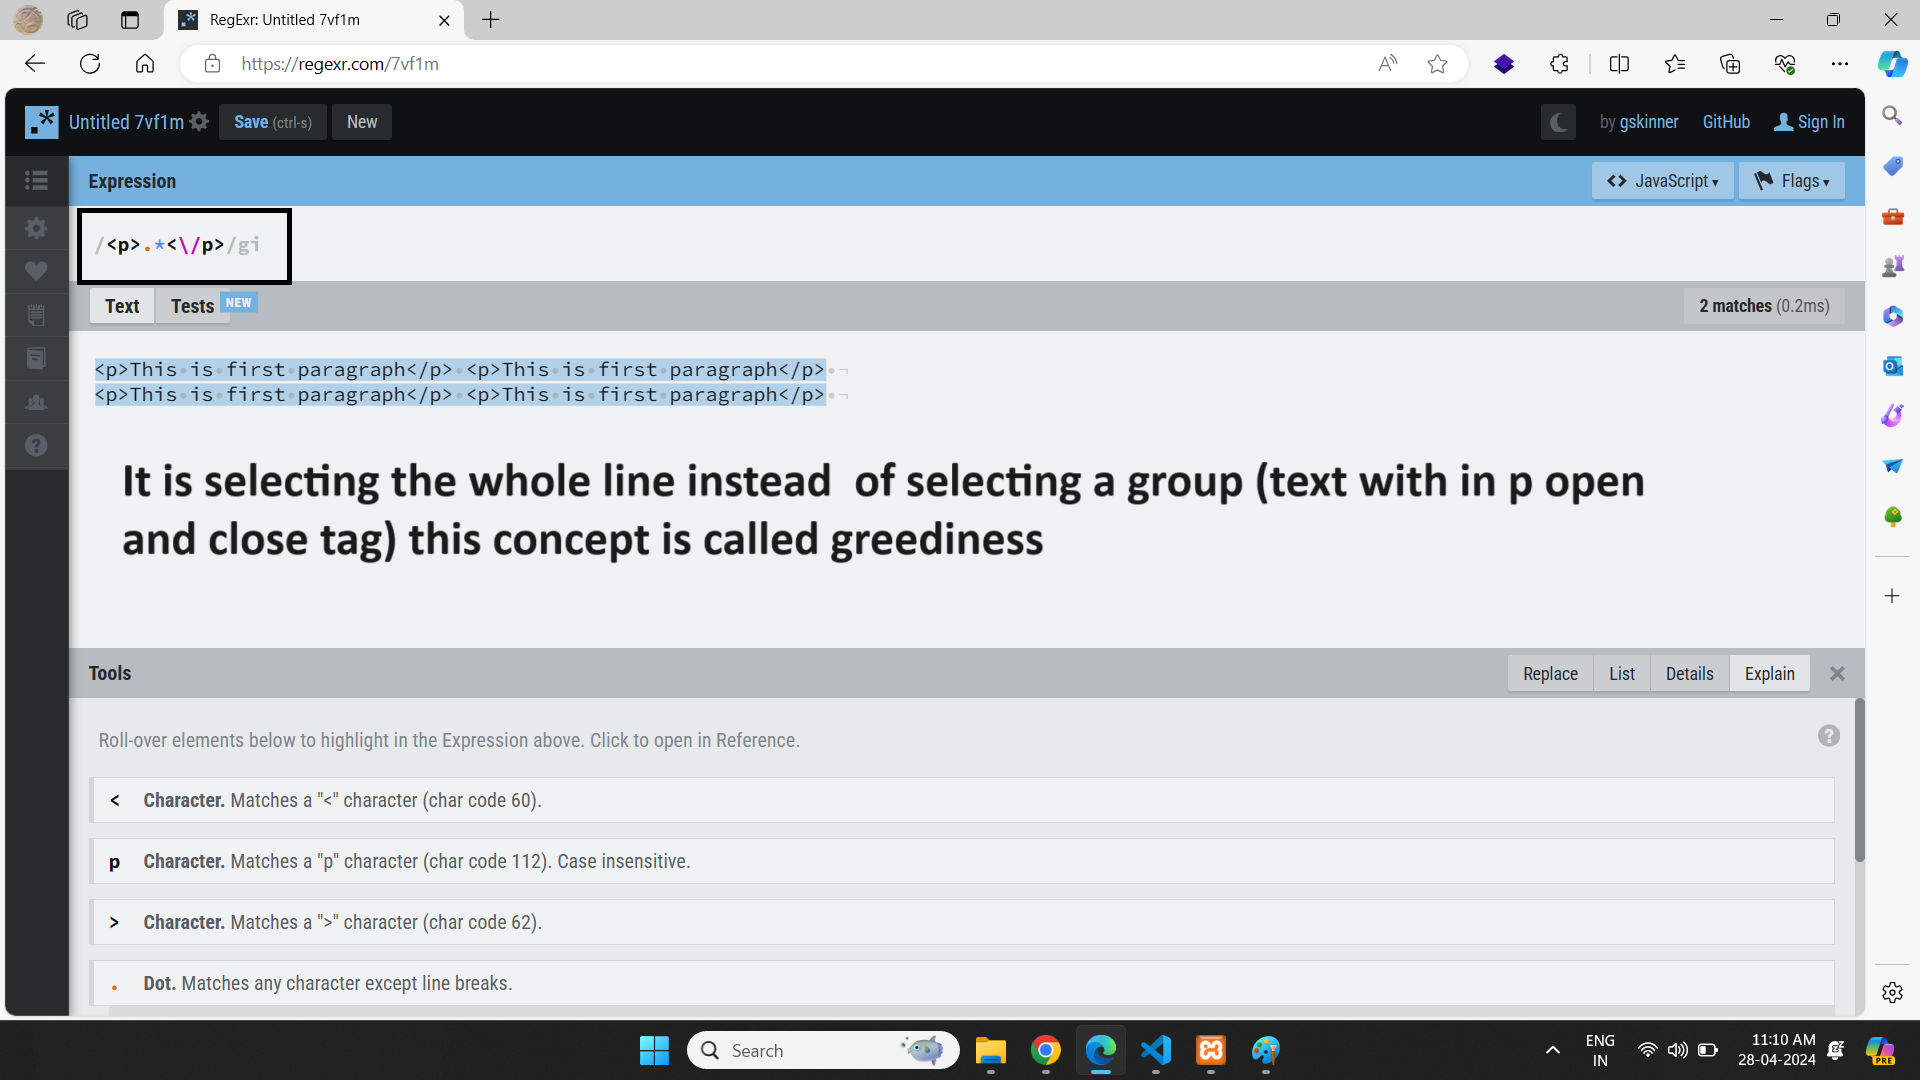 RegExr: Untitled 7vf1m
https://regexr.com/7vf1m
.* Untitled 7vf1m Save (ctrl-s) New by gskinner GitHub Sign In
Expression <> JavaScript ▾ Flags ▾
/<p>.*<\/p>/gi
Text Tests NEW 2 matches (0.2ms)
<p>This•is•first•paragraph</p>•<p>This•is•first•paragraph</p>•¬
<p>This•is•first•paragraph</p>•<p>This•is•first•paragraph</p>•¬
It is selecting the whole line instead  of selecting a group (text with in p open
and close tag) this concept is called greediness
Tools Replace List Details Explain
Roll-over elements below to highlight in the Expression above. Click to open in Reference.
< Character. Matches a "<" character (char code 60).
p Character. Matches a "p" character (char code 112). Case insensitive.
> Character. Matches a ">" character (char code 62).
. Dot. Matches any character except line breaks.
Search ENG 11:10 AM
IN 28-04-2024 PRE